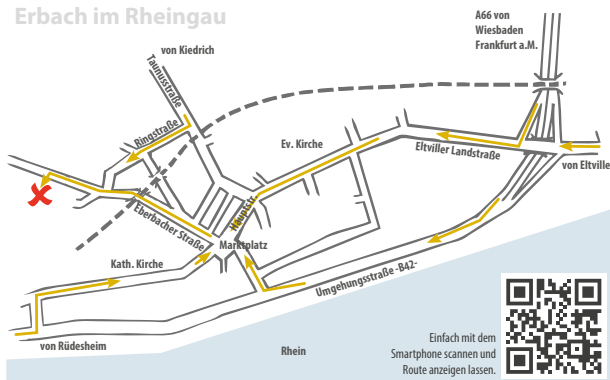 Erbach im Rheingau
A66 von
Wiesbaden
Frankfurt a.M.
von Kiedrich
Taunusstraße
Ringstraße
Ev. Kirche
Eltviller Landstraße
von Eltville
Hauptstr.
Eberbacher Straße
Marktplatz
Kath. Kirche
Umgehungsstraße -B42-
von Rüdesheim
Rhein
Einfach mit dem
Smartphone scannen und
Route anzeigen lassen.